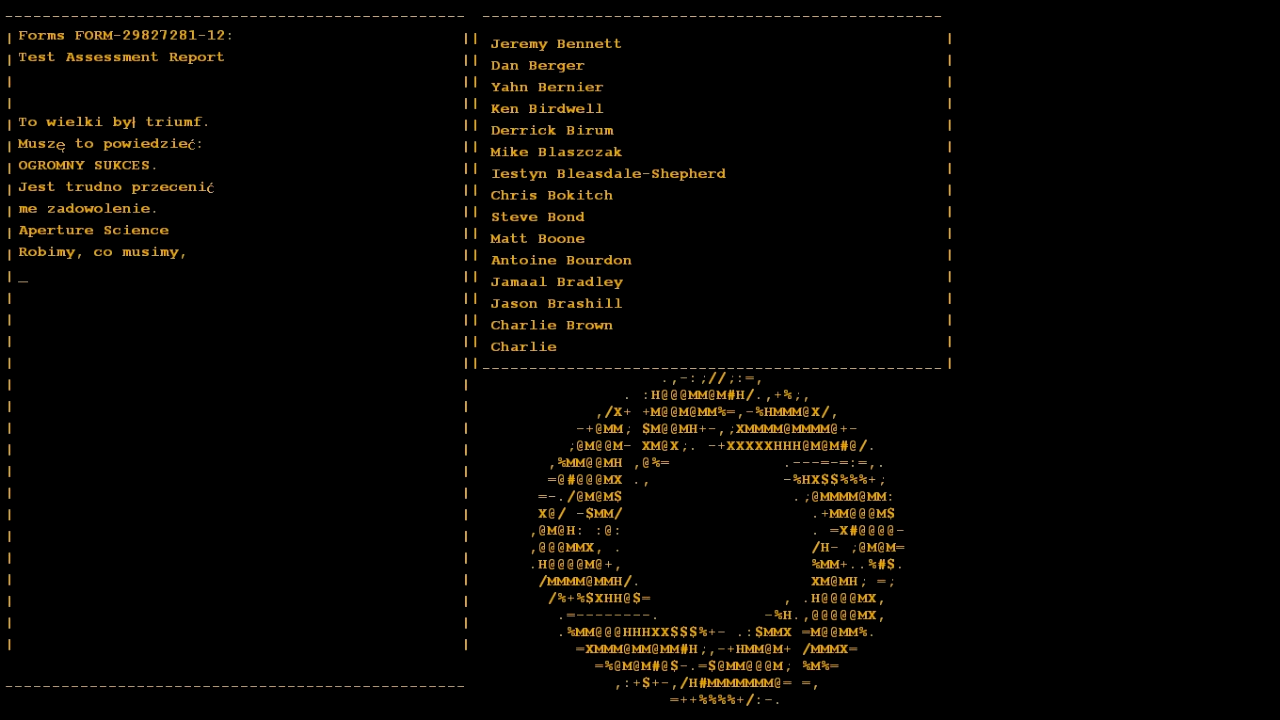 Forms FORM-29827281-12:
Test Assessment Report
To wielki był triumf.
Muszę to powiedzieć:
OGROMNY SUKCES.
Jest trudno przecenić
me zadowolenie.
Aperture Science
Robimy, co musimy,
_
Jeremy Bennett
Dan Berger
Yahn Bernier
Ken Birdwell
Derrick Birum
Mike Blaszczak
Iestyn Bleasdale-Shepherd
Chris Bokitch
Steve Bond
Matt Boone
Antoine Bourdon
Jamaal Bradley
Jason Brashill
Charlie Brown
Charlie